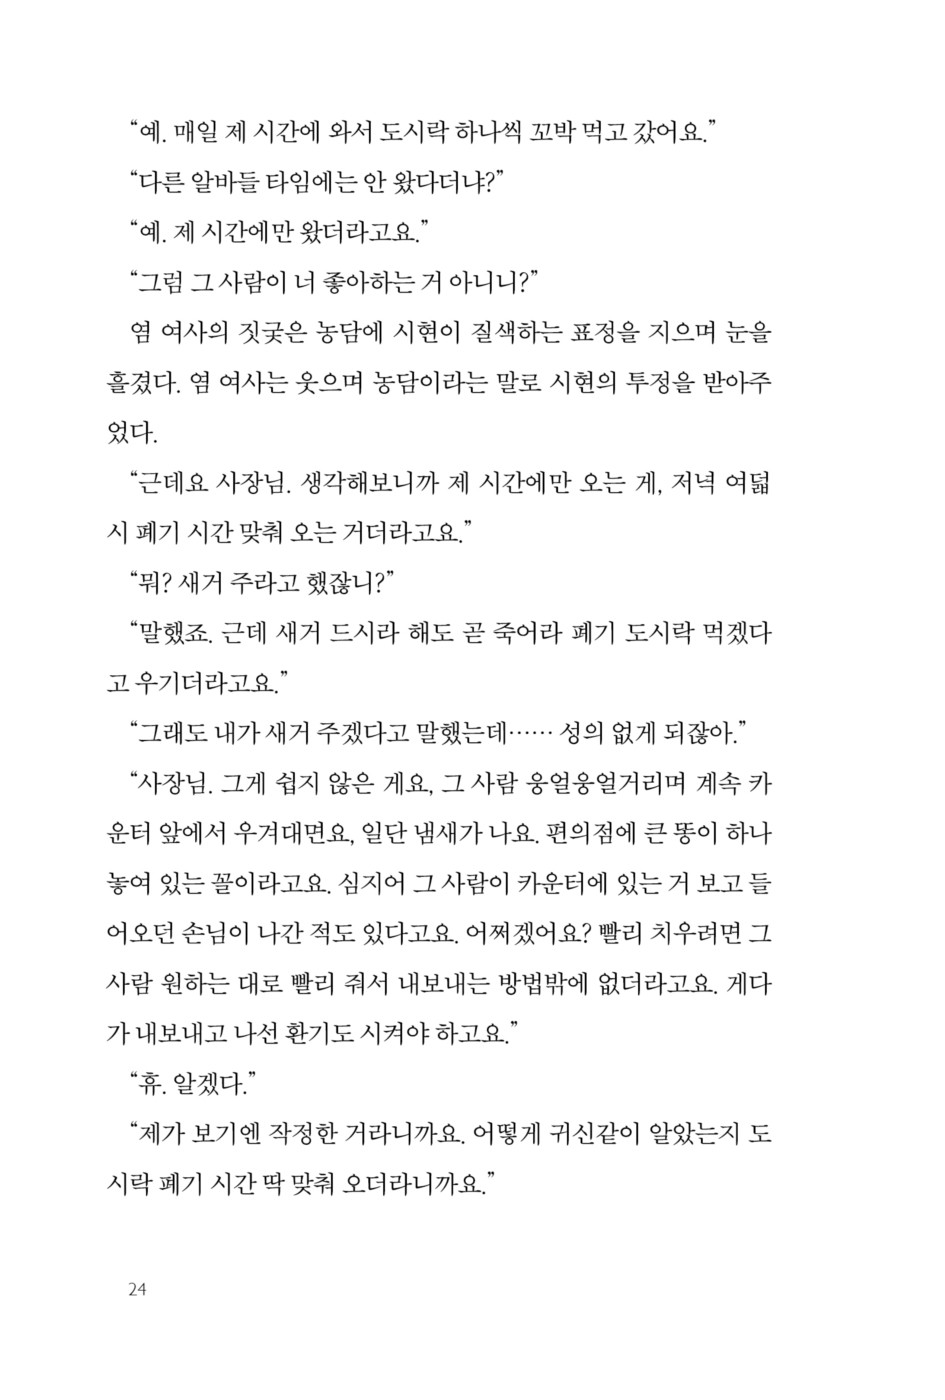 “예. 매일 제 시간에 와서 도시락 하나씩 꼬박 먹고 갔어요.”
“다른 알바들 타임에는 안 왔다더냐?”
“예. 제 시간에만 왔더라고요.”
“그럼 그 사람이 너 좋아하는 거 아니니?”
염 여사의 짓궂은 농담에 시현이 질색하는 표정을 지으며 눈을
흘겼다. 염 여사는 웃으며 농담이라는 말로 시현의 투정을 받아주
었다.
“근데요 사장님. 생각해보니까 제 시간에만 오는 게, 저녁 여덟
시 폐기 시간 맞춰 오는 거더라고요.”
“뭐? 새거 주라고 했잖니?”
“말했죠. 근데 새거 드시라 해도 곧 죽어라 폐기 도시락 먹겠다
고 우기더라고요.”
“그래도 내가 새거 주겠다고 말했는데…… 성의 없게 되잖아.”
“사장님. 그게 쉽지 않은 게요, 그 사람 웅얼웅얼거리며 계속 카
운터 앞에서 우겨대면요, 일단 냄새가 나요. 편의점에 큰 똥이 하나
놓여 있는 꼴이라고요. 심지어 그 사람이 카운터에 있는 거 보고 들
어오던 손님이 나간 적도 있다고요. 어쩌겠어요? 빨리 치우려면 그
사람 원하는 대로 빨리 줘서 내보내는 방법밖에 없더라고요. 게다
가 내보내고 나선 환기도 시켜야 하고요.”
“휴. 알겠다.”
“제가 보기엔 작정한 거라니까요. 어떻게 귀신같이 알았는지 도
시락 폐기 시간 딱 맞춰 오더라니까요.”
24